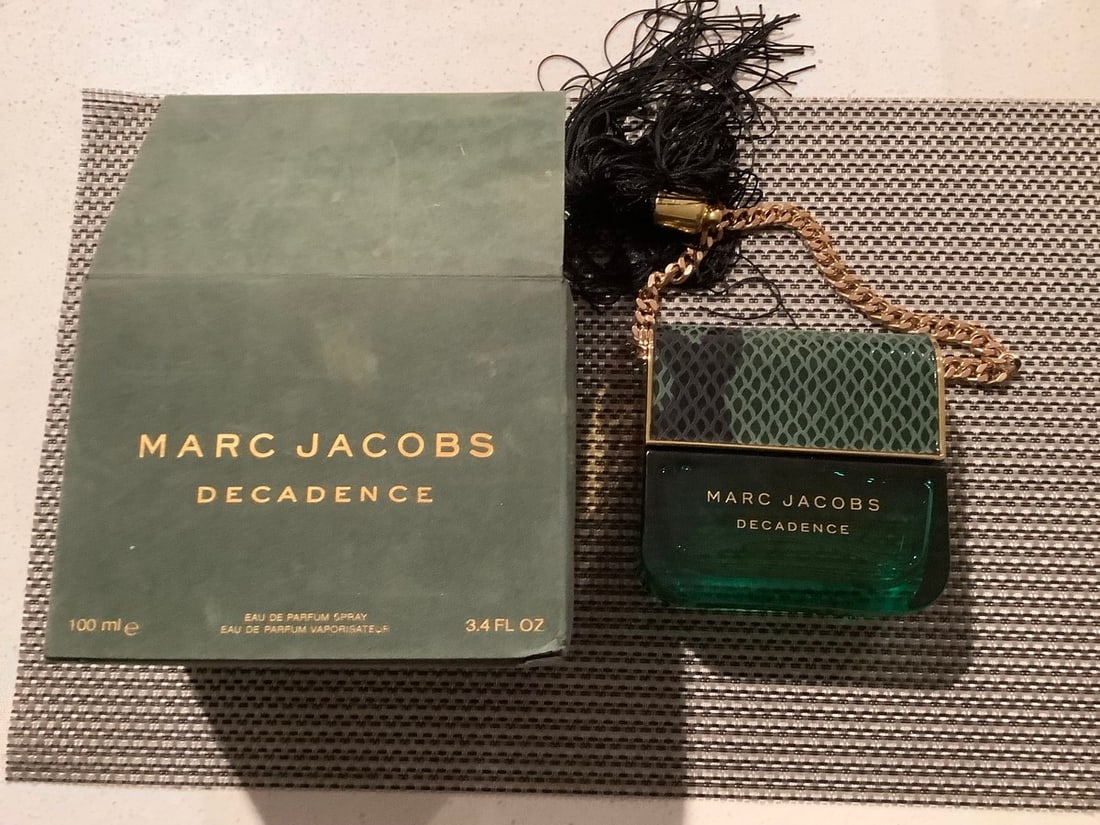 MARC JACOBS
DECADENCE
EAU DE PARFUM SPRAY
EAU DE PARFUM VAPORISATEUR
100 ml ℮
3.4 FL OZ
MARC JACOBS
DECADENCE